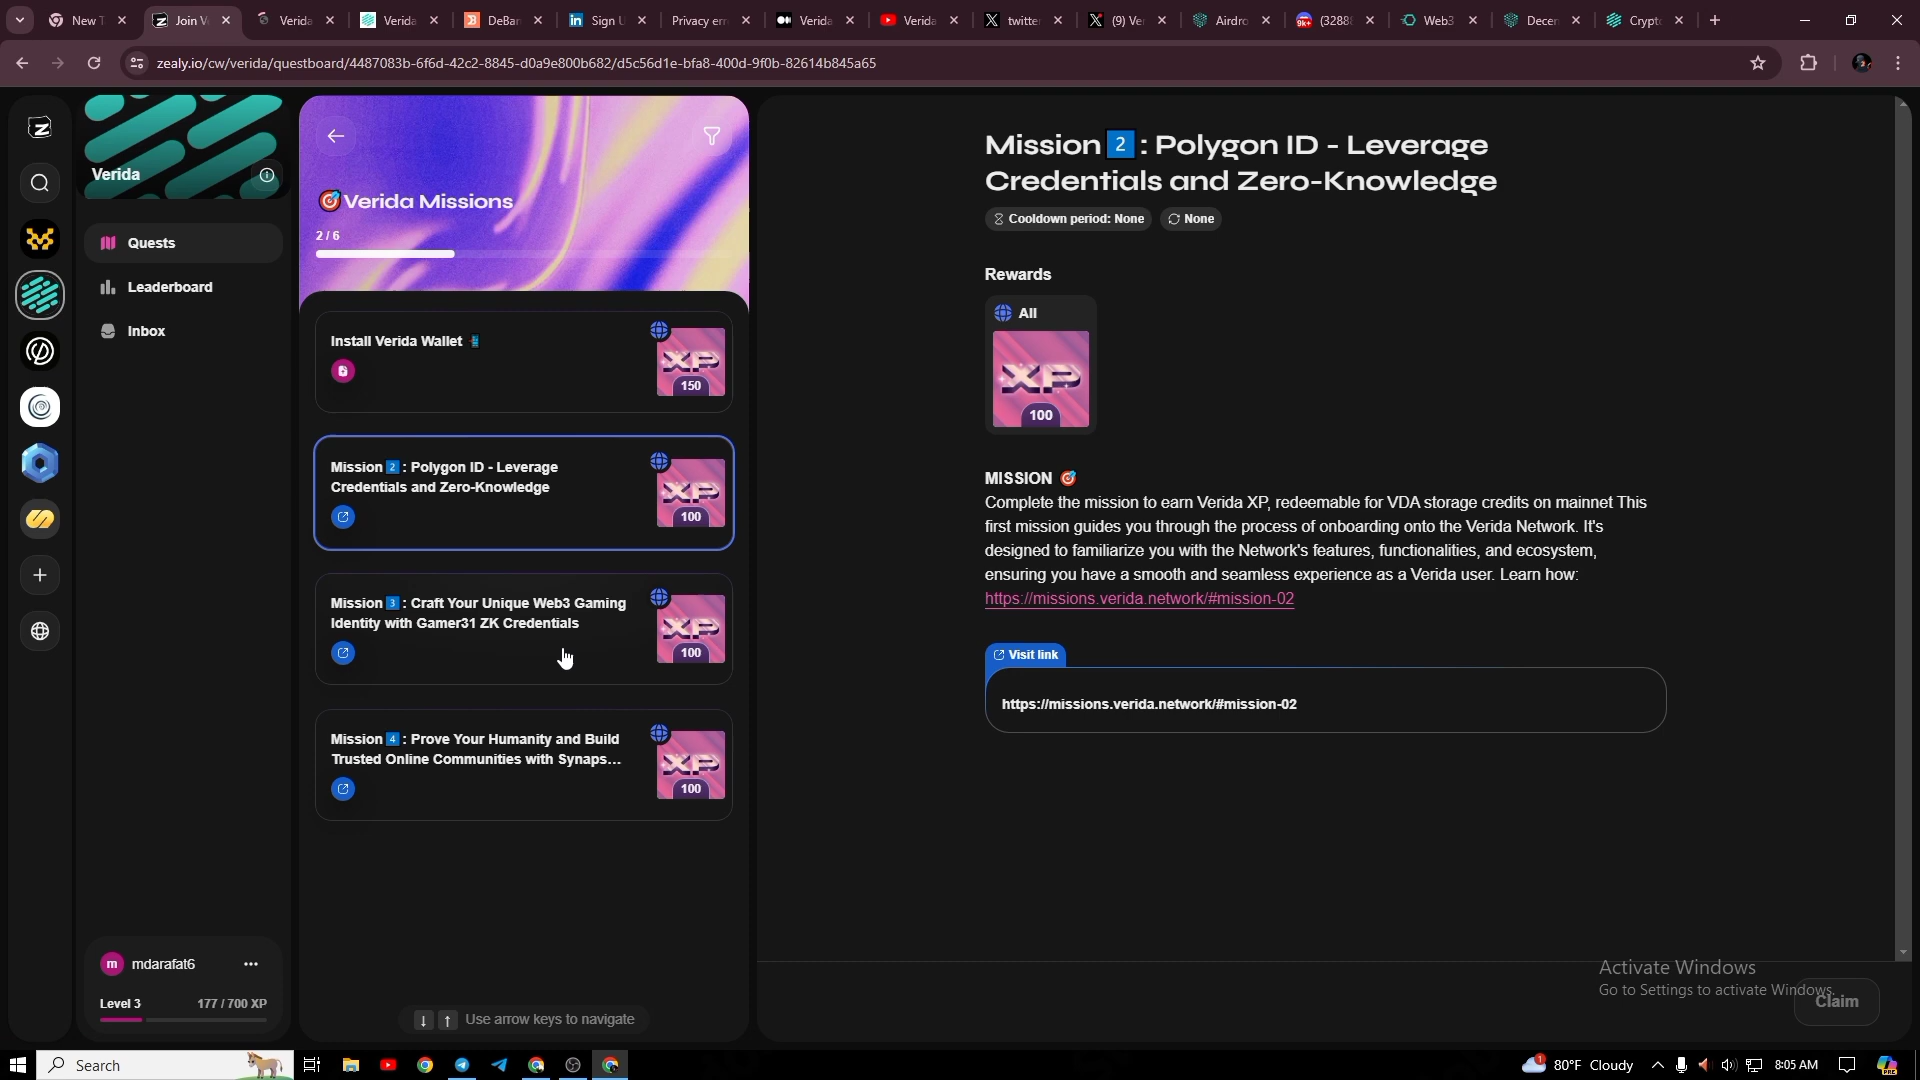 New T
Join V
Verida
Verida
DeBan
Sign U
Privacy err
Verida
Verida
twitte
(9) Ver
Airdro
(3288
Web3
Decen
Crypt
zealy.io/cw/verida/questboard/4487083b-6f6d-42c2-8845-d0a9e800b682/d5c56d1e-bfa8-400d-9f0b-82614b845a65
Verida
Quests
Leaderboard
Inbox
m mdarafat6
Level 3 177 / 700 XP
🎯Verida Missions
2 / 6
Install Verida Wallet
XP
150
Mission 2️⃣: Polygon ID - Leverage
Credentials and Zero-Knowledge
XP
100
Mission 3️⃣: Craft Your Unique Web3 Gaming
Identity with Gamer31 ZK Credentials
XP
100
Mission 4️⃣: Prove Your Humanity and Build
Trusted Online Communities with Synaps...
XP
100
↓ ↑ Use arrow keys to navigate
Mission 2️⃣: Polygon ID - Leverage
Credentials and Zero-Knowledge
Cooldown period: None None
Rewards
All
XP
100
MISSION 🎯
Complete the mission to earn Verida XP, redeemable for VDA storage credits on mainnet This
first mission guides you through the process of onboarding onto the Verida Network. It's
designed to familiarize you with the Network's features, functionalities, and ecosystem,
ensuring you have a smooth and seamless experience as a Verida user. Learn how:
https://missions.verida.network/#mission-02
Visit link
https://missions.verida.network/#mission-02
Activate Windows
Go to Settings to activate Windows.
Claim
Search
80°F Cloudy
8:05 AM